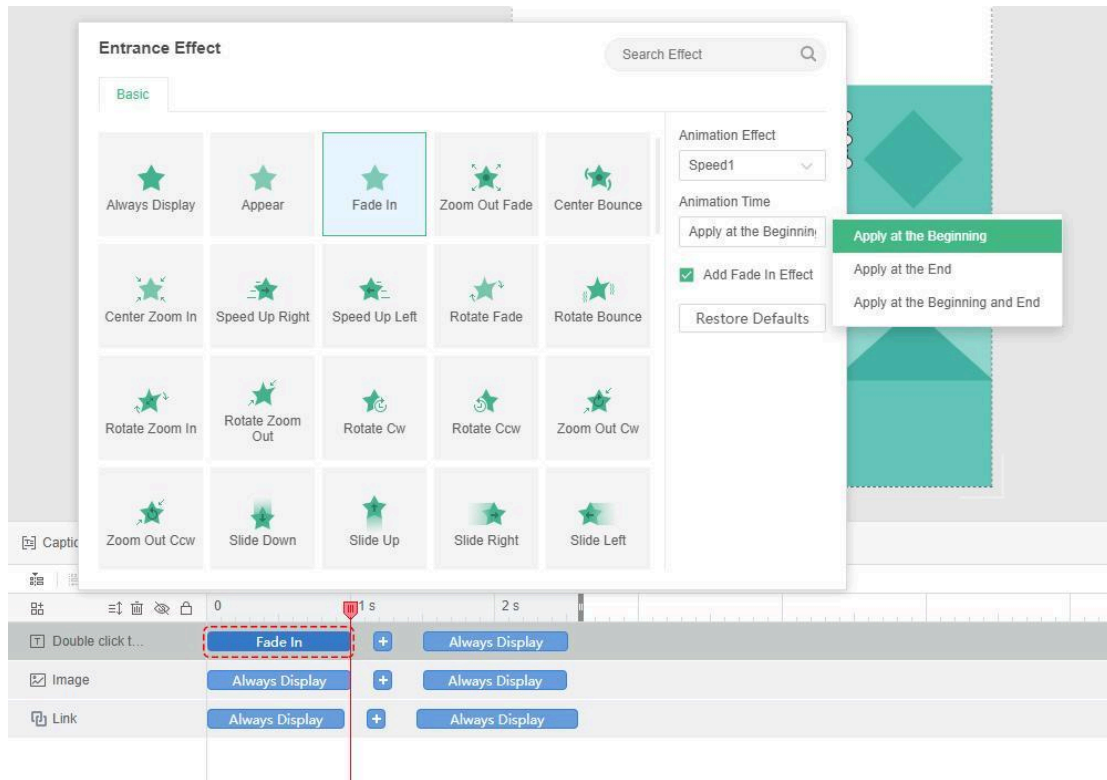 Entrance Effect
Search Effect
Basic
Animation Effect
Speed1
Always Display
Appear
Fade In
Zoom Out Fade
Center Bounce
Animation Time
Apply at the Beginning
Apply at the Beginning
Apply at the End
Add Fade In Effect
Apply at the Beginning and End
Center Zoom In
Speed Up Right
Speed Up Left
Rotate Fade
Rotate Bounce
Restore Defaults
Rotate Zoom In
Rotate Zoom
Out
Rotate Cw
Rotate Ccw
Zoom Out Cw
Captic
Zoom Out Ccw
Slide Down
Slide Up
Slide Right
Slide Left
0
1 s
2 s
Double click t...
Fade In
+
Always Display
Image
Always Display
+
Always Display
Link
Always Display
+
Always Display